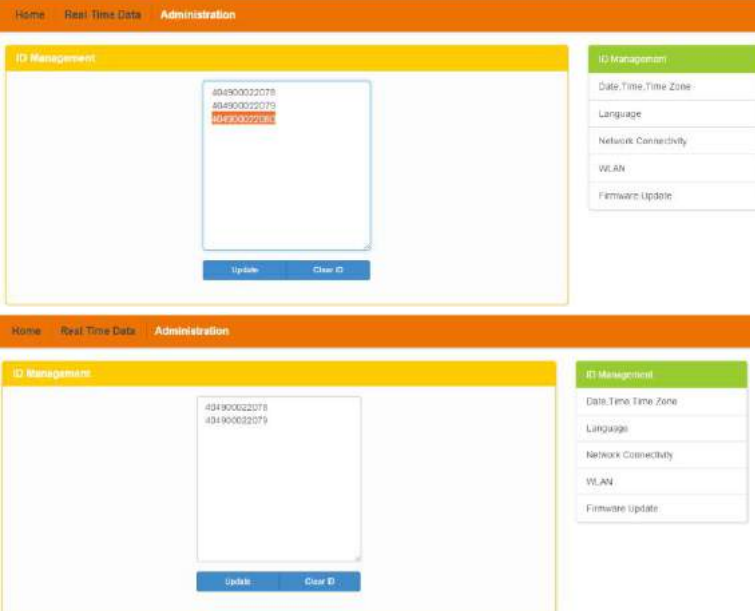 Home Real Time Data Administration
ID Management
404900022078
404900022079
404900022080
Update Clear ID
ID Management
Date,Time,Time Zone
Language
Network Connectivity
WLAN
Firmware Update
Home Real Time Data Administration
ID Management
404900022078
404900022079
Update Clear ID
ID Management
Date,Time,Time Zone
Language
Network Connectivity
WLAN
Firmware Update